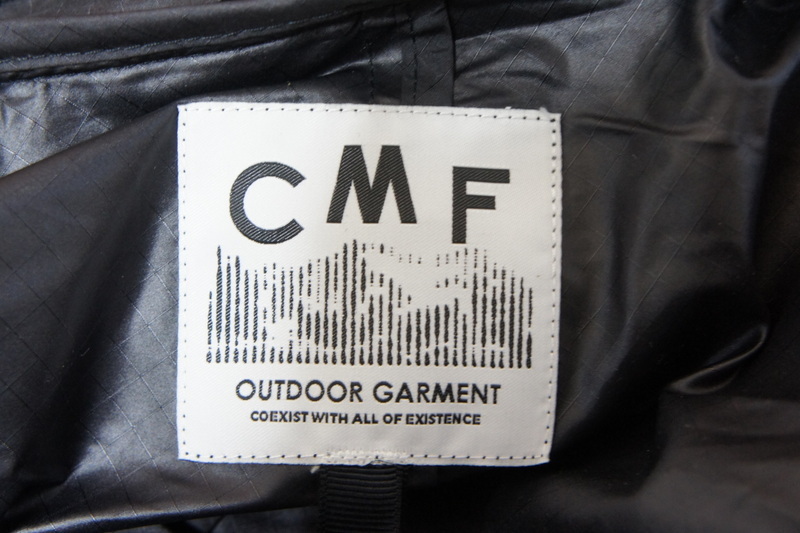 CMF
OUTDOOR GARMENT
COEXIST WITH ALL OF EXISTENCE